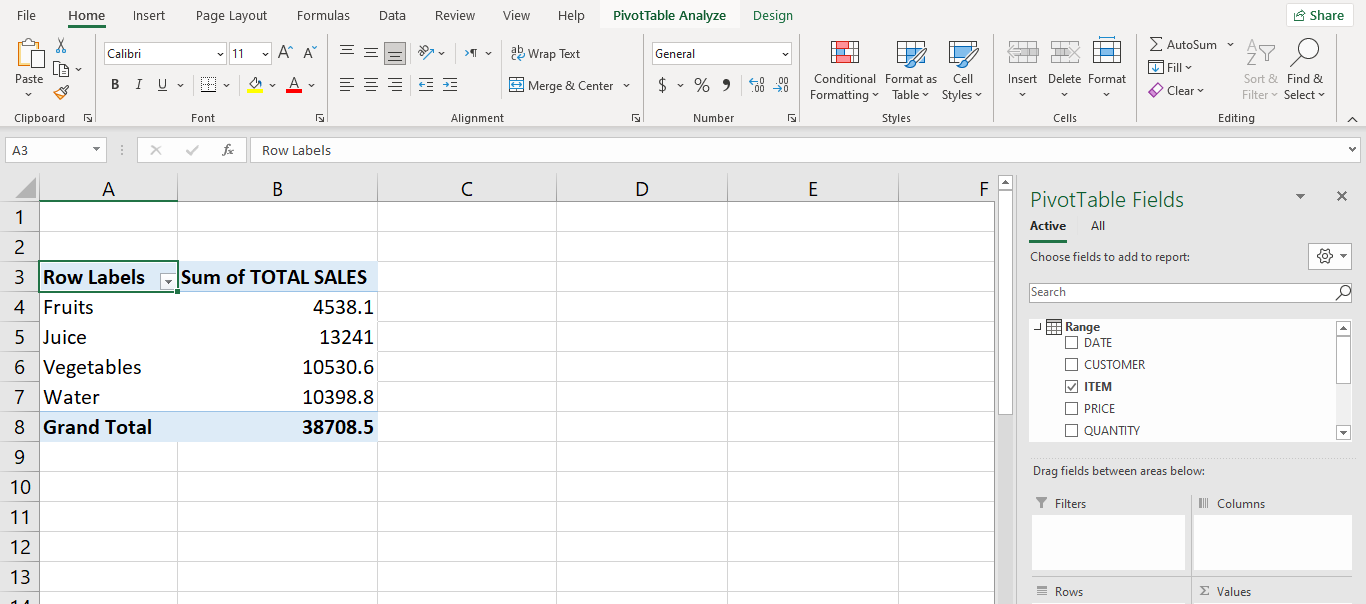 File Home Insert Page Layout Formulas Data Review View Help PivotTable Analyze Design Share
Calibri 11 A A ab Wrap Text General AutoSum
Paste B I U A Merge & Center $ % 9 Conditional Formatting Format as Table Cell Styles Insert Delete Format Fill Clear Sort & Filter Find & Select
Clipboard Font Alignment Number Styles Cells Editing
A3 fx Row Labels
A B C D E F
1
2
3 Row Labels Sum of TOTAL SALES
4 Fruits 4538.1
5 Juice 13241
6 Vegetables 10530.6
7 Water 10398.8
8 Grand Total 38708.5
9
10
11
12
13
PivotTable Fields
Active All
Choose fields to add to report:
Search
Range
DATE
CUSTOMER
ITEM
PRICE
QUANTITY
Drag fields between areas below:
Filters Columns
Rows Values